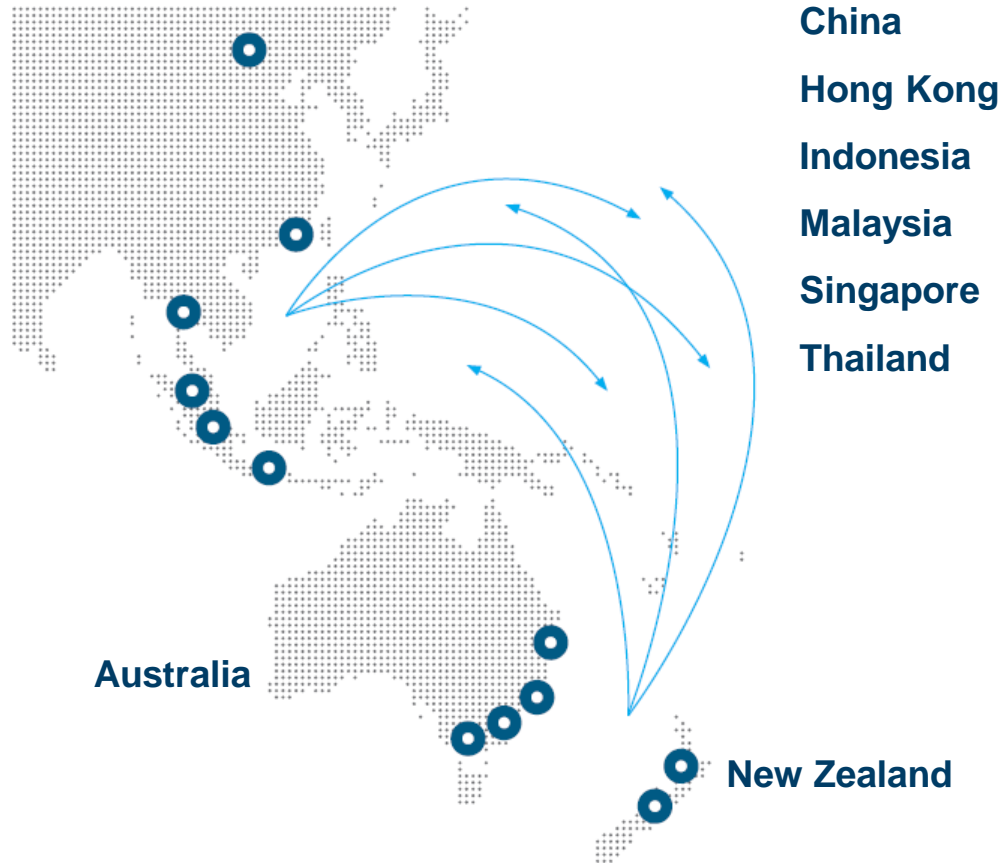 China
Hong Kong
Indonesia
Malaysia
Singapore
Thailand
Australia
New Zealand